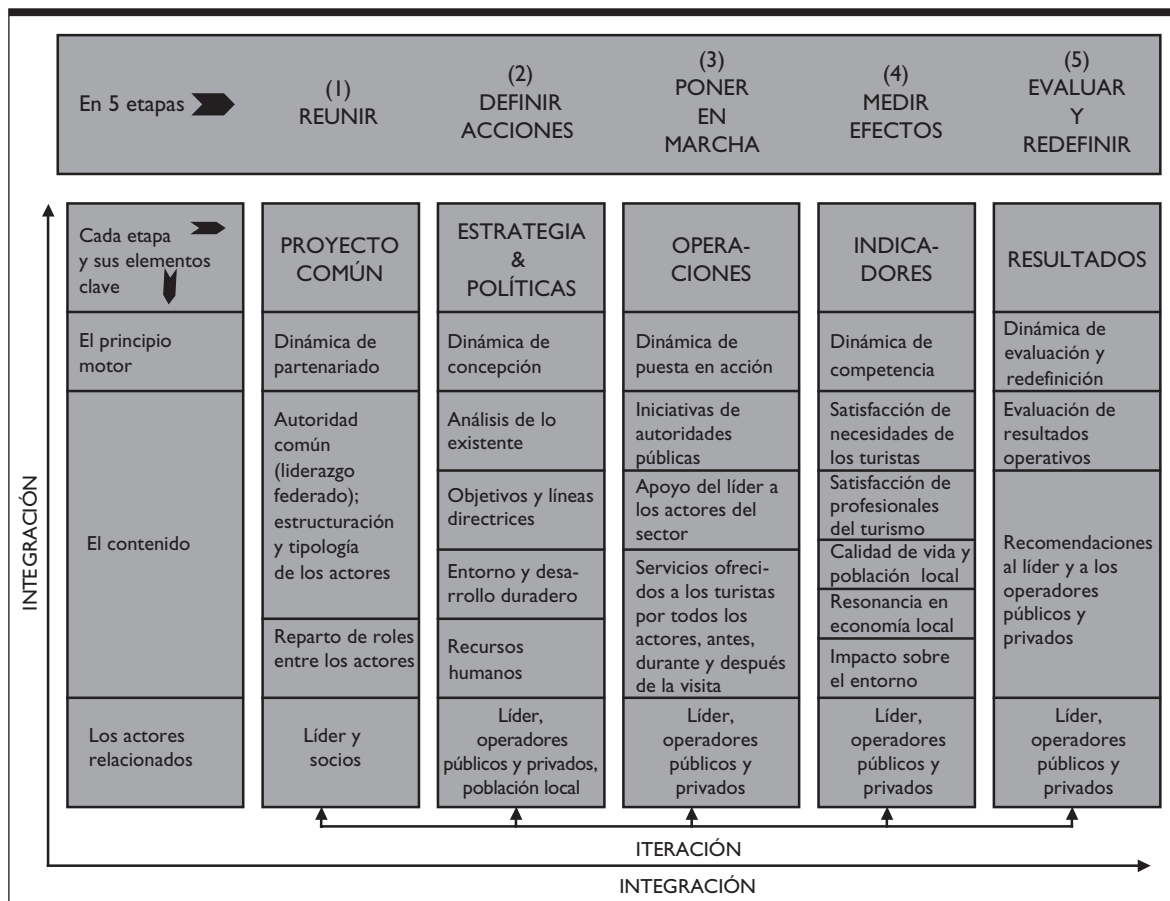 En 5 etapas
(1)
REUNIR
(2)
DEFINIR
ACCIONES
(3)
PONER
EN
MARCHA
(4)
MEDIR
EFECTOS
(5)
EVALUAR
Y
REDEFINIR
Cada etapa
y sus elementos
clave
PROYECTO
COMÚN
ESTRATEGIA
&
POLÍTICAS
OPERA-
CIONES
INDICA-
DORES
RESULTADOS
El principio
motor
Dinámica de
partenariado
Dinámica de
concepción
Dinámica de
puesta en acción
Dinámica de
competencia
Dinámica de
evaluación y
redefinición
El contenido
Autoridad
común
(liderazgo
federado);
estructuración
y tipología
de los actores
Reparto de roles
entre los actores
Análisis de lo
existente
Objetivos y líneas
directrices
Entorno y desa-
rrollo duradero
Recursos
humanos
Iniciativas de
autoridades
públicas
Apoyo del líder a
los actores del
sector
Servicios ofreci-
dos a los turistas
por todos los
actores, antes,
durante y después
de la visita
Satisfacción de
necesidades de
los turistas
Satisfacción de
profesionales
del turismo
Calidad de vida y
población local
Resonancia en
economía local
Impacto sobre
el entorno
Evaluación de
resultados
operativos
Recomendaciones
al líder y a los
operadores
públicos y
privados
Los actores
relacionados
Líder y
socios
Líder,
operadores
públicos y privados,
población local
Líder,
operadores
públicos y
privados
Líder,
operadores
públicos y
privados
Líder,
operadores
públicos y
privados
INTEGRACIÓN
ITERACIÓN
INTEGRACIÓN